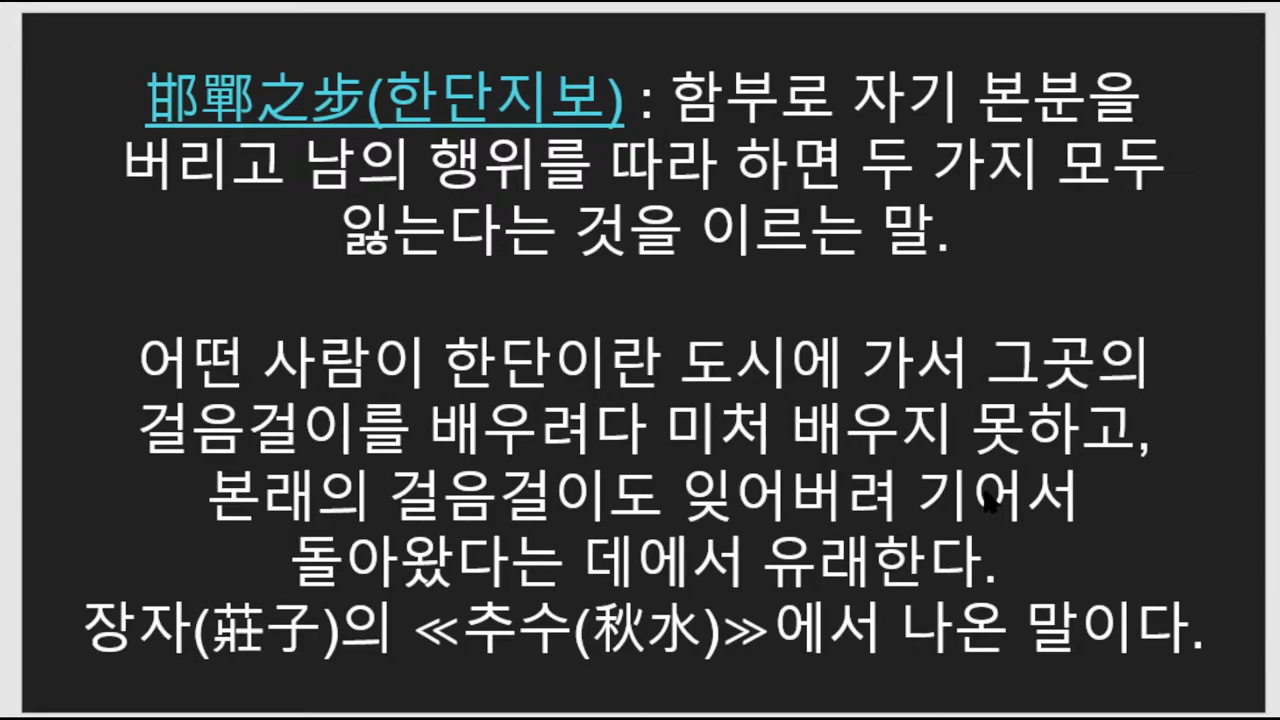 邯鄲之步(한단지보) : 함부로 자기 본분을
버리고 남의 행위를 따라 하면 두 가지 모두
잃는다는 것을 이르는 말.
어떤 사람이 한단이란 도시에 가서 그곳의
걸음걸이를 배우려다 미처 배우지 못하고,
본래의 걸음걸이도 잊어버려 기어서
돌아왔다는 데에서 유래한다.
장자(莊子)의 ≪추수(秋水)≫에서 나온 말이다.